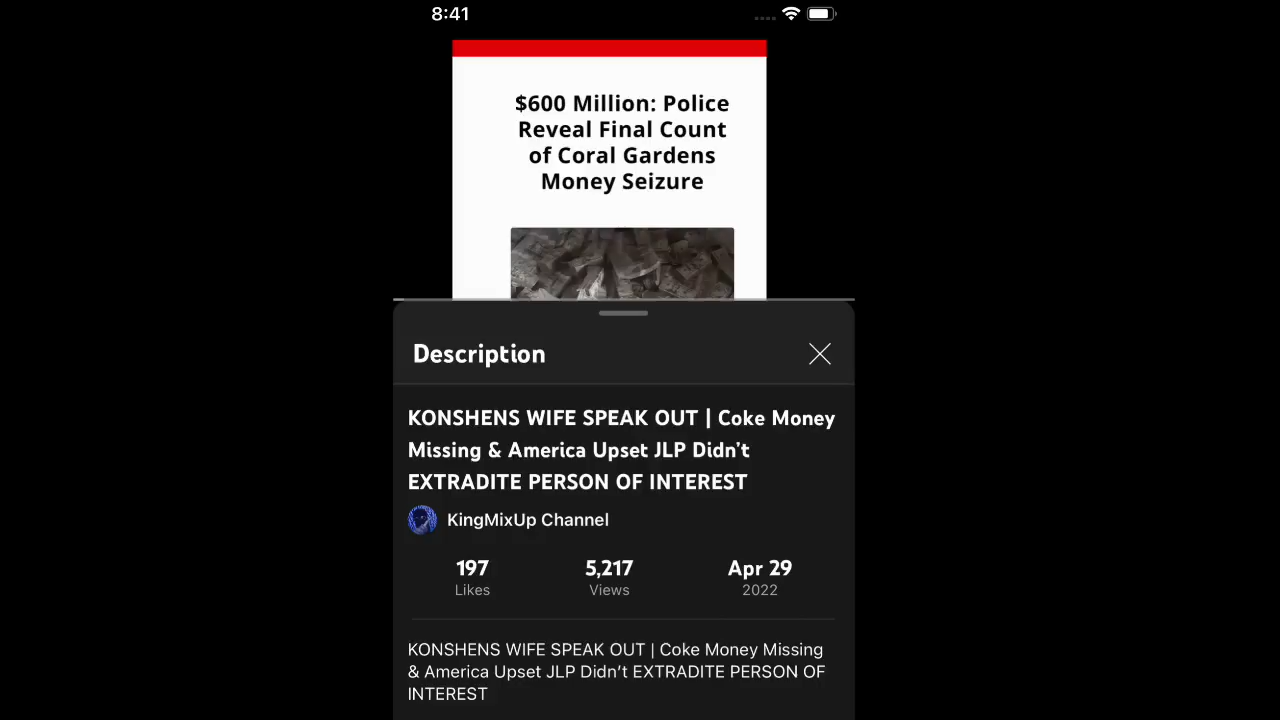 8:41
$600 Million: Police
Reveal Final Count
of Coral Gardens
Money Seizure
Description
KONSHENS WIFE SPEAK OUT | Coke Money
Missing & America Upset JLP Didn't
EXTRADITE PERSON OF INTEREST
KingMixUp Channel
197 5,217 Apr 29
Likes Views 2022
KONSHENS WIFE SPEAK OUT | Coke Money Missing
& America Upset JLP Didn't EXTRADITE PERSON OF
INTEREST